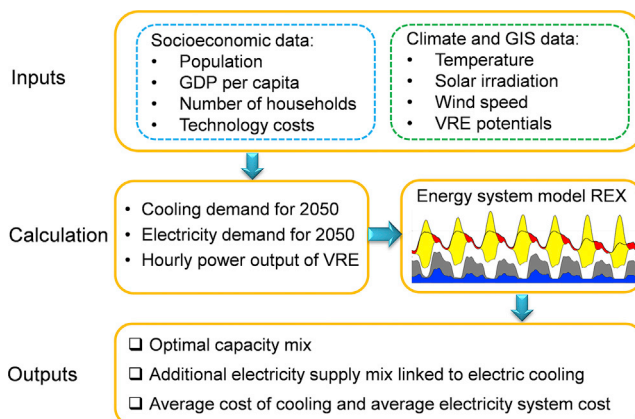 Inputs
Socioeconomic data:
• Population
• GDP per capita
• Number of households
• Technology costs
Climate and GIS data:
• Temperature
• Solar irradiation
• Wind speed
• VRE potentials
Calculation
• Cooling demand for 2050
• Electricity demand for 2050
• Hourly power output of VRE
Energy system model REX
Outputs
❑ Optimal capacity mix
❑ Additional electricity supply mix linked to electric cooling
❑ Average cost of cooling and average electricity system cost